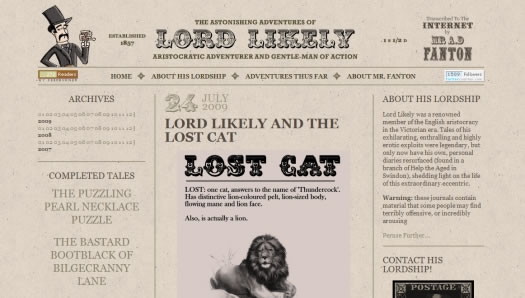 THE ASTONISHING ADVENTURES OF
LORD LIKELY
ARISTOCRATIC ADVENTURER AND GENTLE-MAN OF ACTION
ESTABLISHED
1857
Transcribed To The
INTERNET
by
MR A.D
FANTON
Readers
HOME
ABOUT HIS LORDSHIP
ADVENTURES THUS FAR
ABOUT MR. FANTON
1509 Followers
ARCHIVES
2009
2008
2007
COMPLETED TALES
THE PUZZLING
PEARL NECKLACE
PUZZLE
THE BASTARD
BOOTBLACK OF
BILGECRANNY
LANE
24 JULY
2009
LORD LIKELY AND THE
LOST CAT
LOST CAT
LOST: one cat, answers to the name of 'Thundercock'.
Has distinctive lion-coloured pelt, lion-sized body,
flowing mane and lion face.
Also, is actually a lion.
ABOUT HIS LORDSHIP
Lord Likely was a renowned
member of the English aristocracy
in the Victorian era. Tales of his
exhilarating, enthralling and highly
erotic exploits were legendary, but
only now have his own, personal
diaries resurfaced (found in a
branch of Help the Aged in
Swindon), shedding light on the life
of this extraordinary eccentric.
Warning: these journals contain
material that some people may find
terribly offensive, or incredibly
arousing
Peruse Further...
CONTACT HIS
LORDSHIP!
POSTAGE